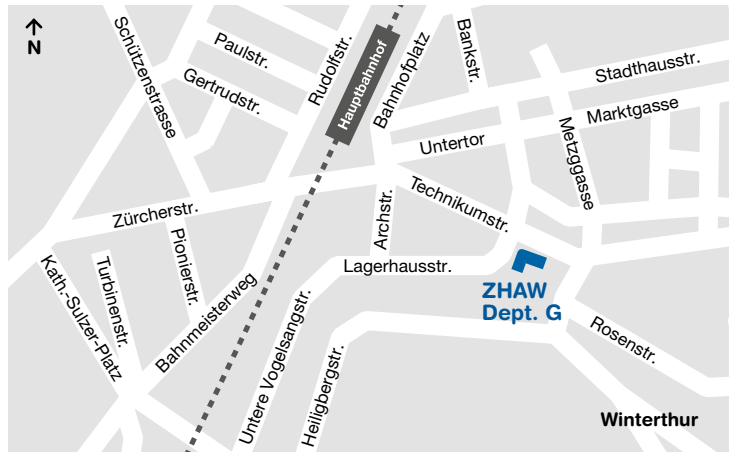 N
Schützenstrasse
Paulstr.
Gertrudstr.
Rudolfstr.
Hauptbahnhof
Bahnhofplatz
Bankstr.
Stadthausstr.
Marktgasse
Untertor
Metzggasse
Technikumstr.
Zürcherstr.
Pionierstr.
Archstr.
Lagerhausstr.
Turbinenstr.
Kath.-Sulzer-Platz
Bahnmeisterweg
Untere Vogelsangstr.
Heiligbergstr.
ZHAW
Dept. G
Rosenstr.
Winterthur